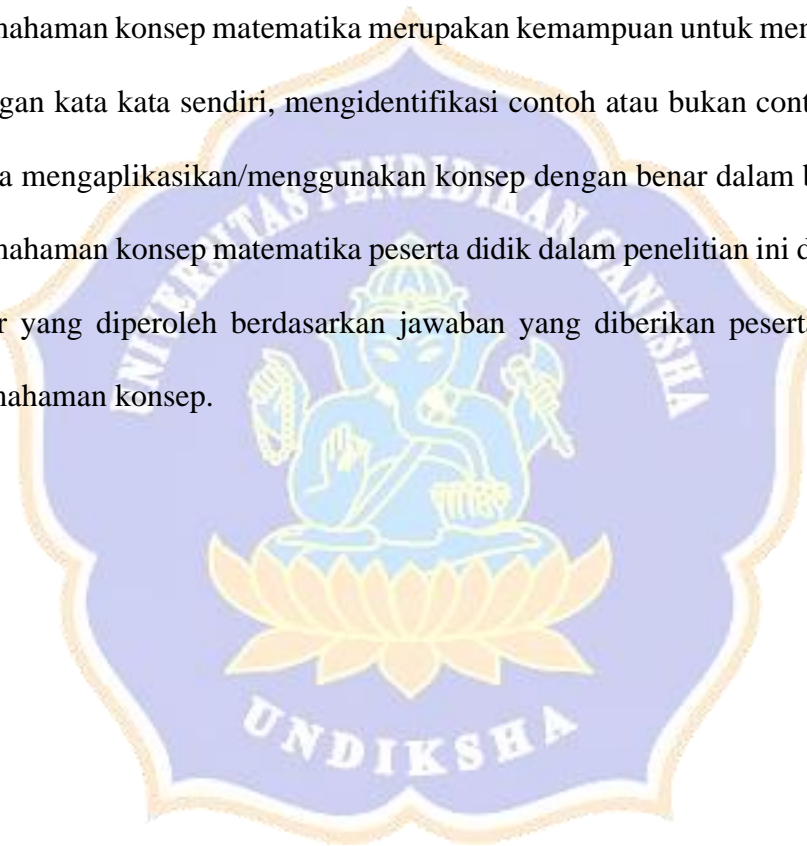 nahaman konsep matematika merupakan kemampuan untuk men
gan kata kata sendiri, mengidentifikasi contoh atau bukan cont
a mengaplikasikan/menggunakan konsep dengan benar dalam b
nahaman konsep matematika peserta didik dalam penelitian ini d
r yang diperoleh berdasarkan jawaban yang diberikan peserta
nahaman konsep.
UNIVERSITAS PENDIDIKAN GANESHA
UNDIKSHA